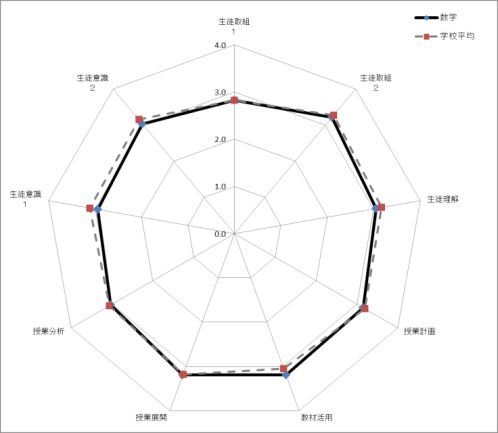 数学
学校平均
生徒取組
1
4.0
3.0
2.0
1.0
0.0
生徒取組
2
生徒理解
授業計画
教材活用
授業展開
授業分析
生徒意識
1
生徒意識
2